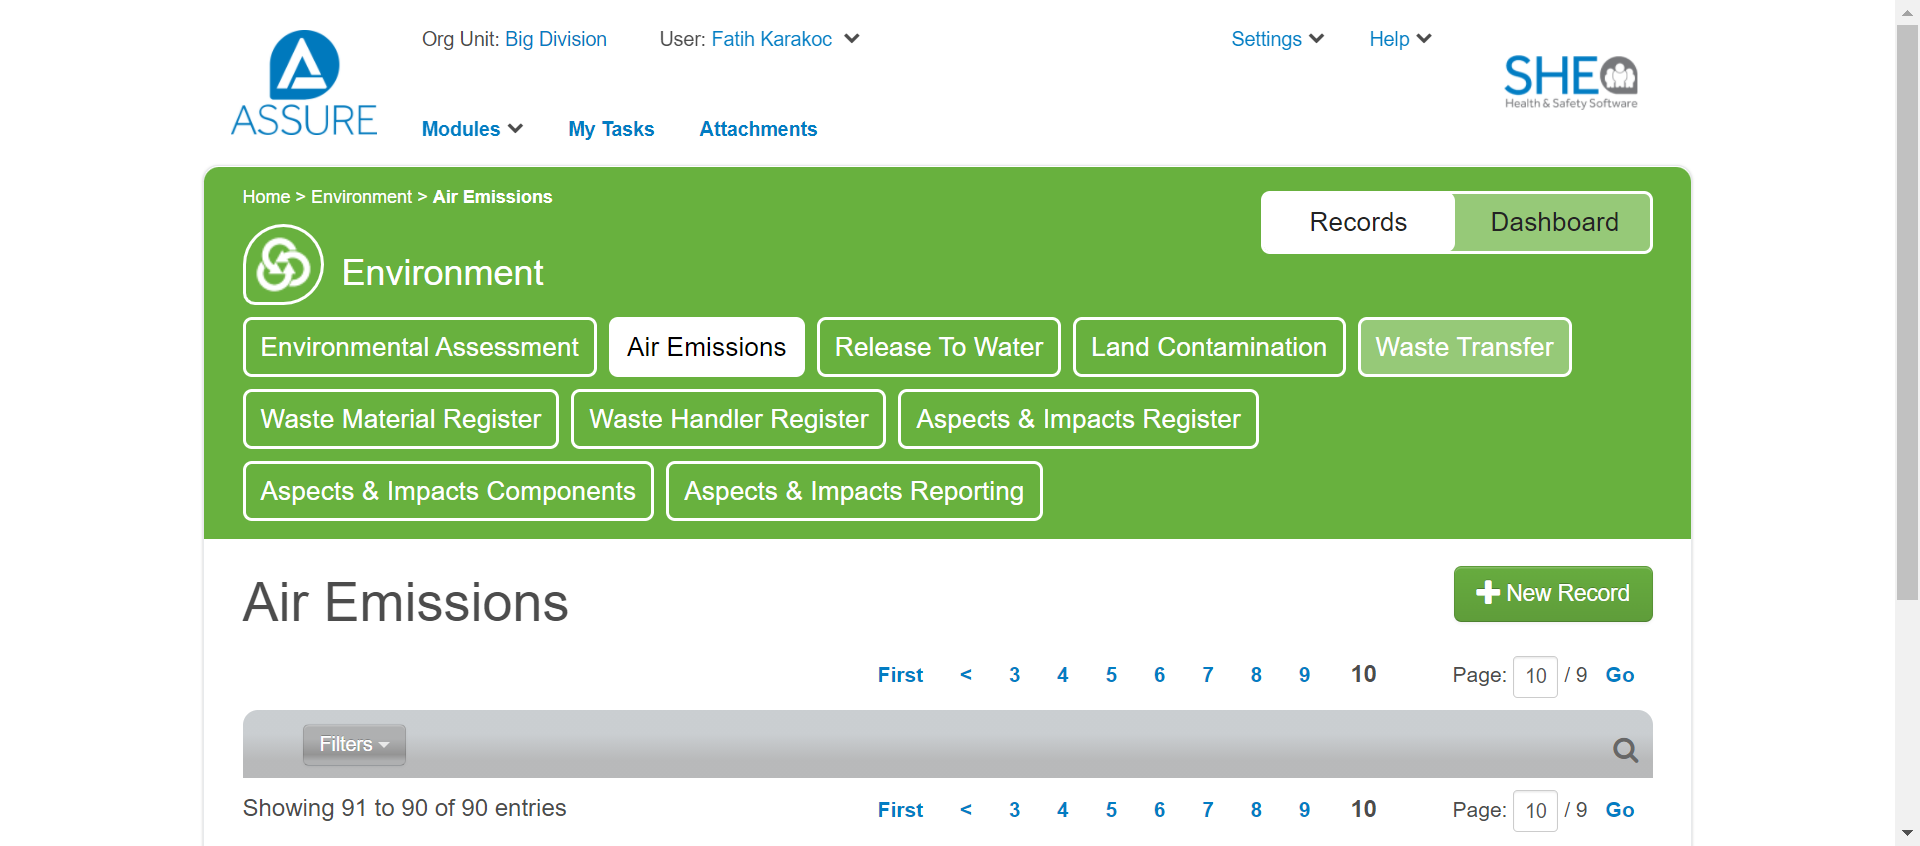 Org Unit: Big Division User: Fatih Karakoc Settings Help
ASSURE
SHE
Health & Safety Software
Modules My Tasks Attachments
Home > Environment > Air Emissions
Records Dashboard
Environment
Environmental Assessment Air Emissions Release To Water Land Contamination Waste Transfer
Waste Material Register Waste Handler Register Aspects & Impacts Register
Aspects & Impacts Components Aspects & Impacts Reporting
Air Emissions
New Record
First < 3 4 5 6 7 8 9 10 Page: 10 / 9 Go
Filters
Showing 91 to 90 of 90 entries First < 3 4 5 6 7 8 9 10 Page: 10 / 9 Go